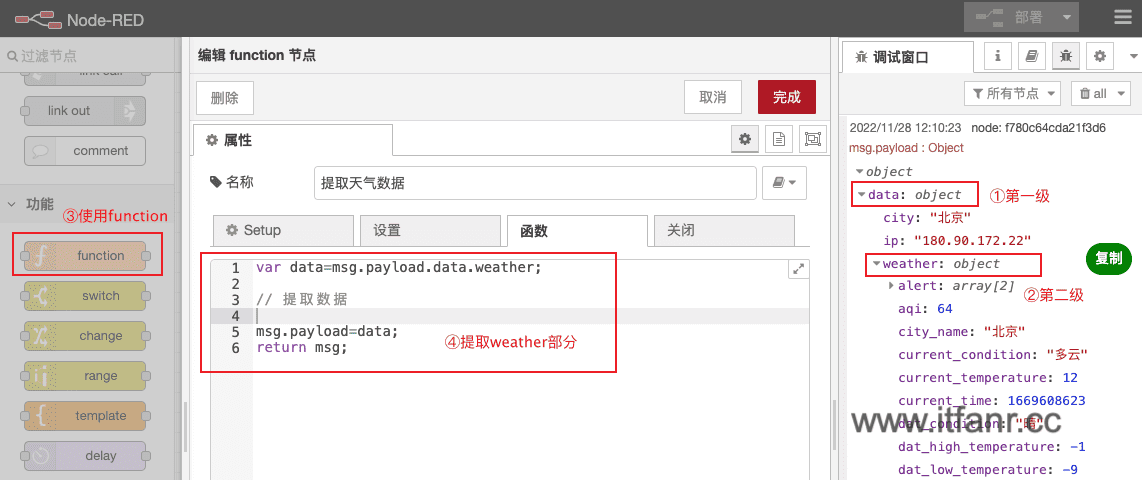 Node-RED
部署
过滤节点
link call
link out
comment
功能
③使用function
function
switch
change
range
template
delay
编辑 function 节点
删除
取消
完成
属性
名称
提取天气数据
Setup
设置
函数
关闭
1 var data=msg.payload.data.weather;
2
3 // 提取数据
4
5 msg.payload=data;
6 return msg;
④提取weather部分
调试窗口
所有节点
all
2022/11/28 12:10:23 node: f780c64cda21f3d6
msg.payload : Object
object
data: object
①第一级
city: "北京"
ip: "180.90.172.22"
weather: object
复制
alert: array[2]
②第二级
aqi: 64
city_name: "北京"
current_condition: "多云"
current_temperature: 12
current_time: 1669608623
www.itfanr.cc
dat_condition: "晴"
dat_high_temperature: -1
dat_low_temperature: -9